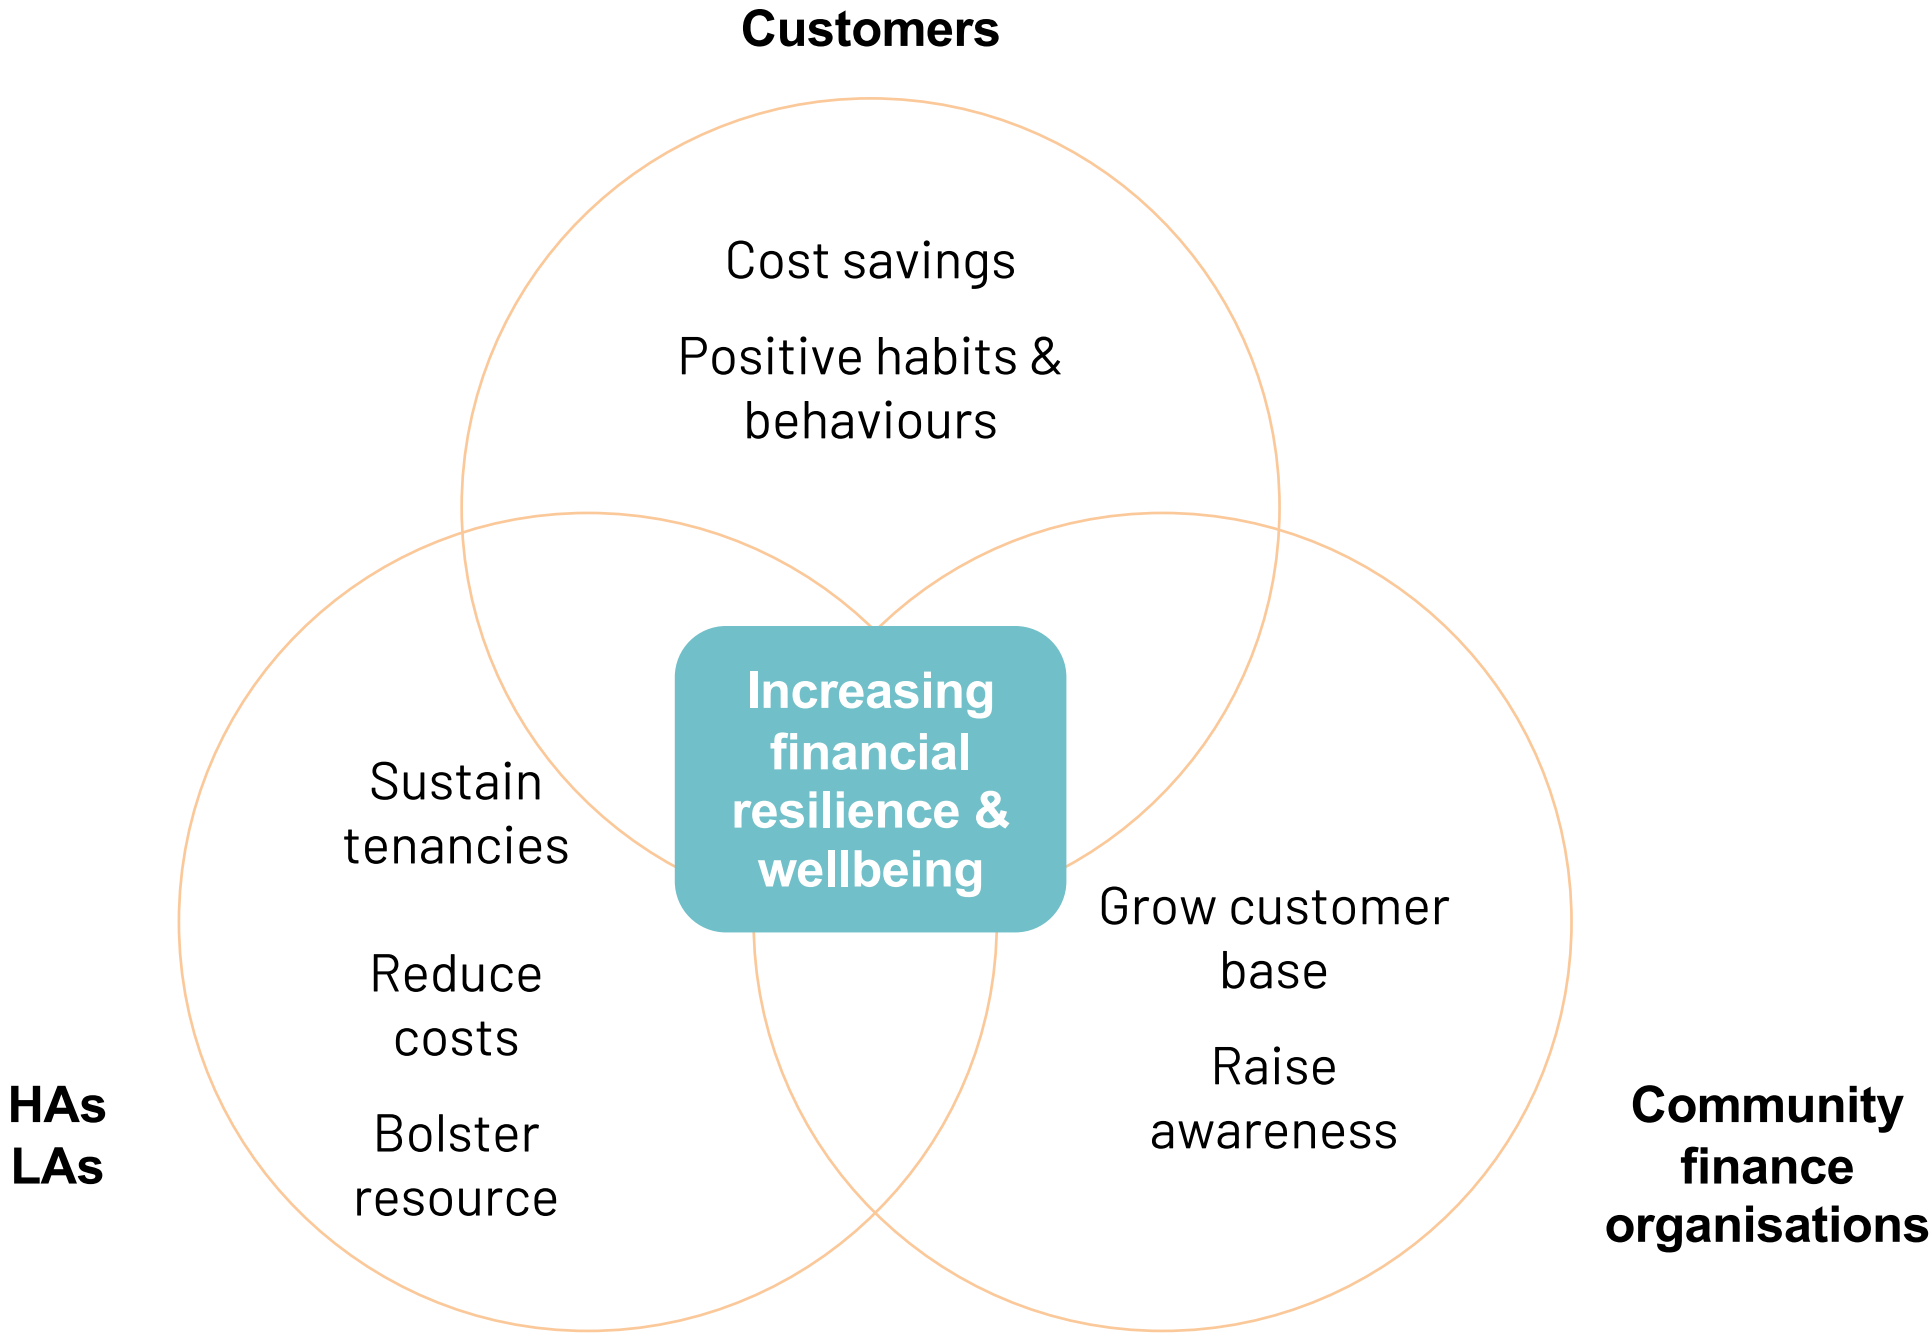 Customers
Cost savings
Positive habits &
behaviours
Increasing
financial
resilience &
wellbeing
Sustain
tenancies
Reduce
costs
Bolster
resource
HAs
LAs
Grow customer
base
Raise
awareness
Community
finance
organisations